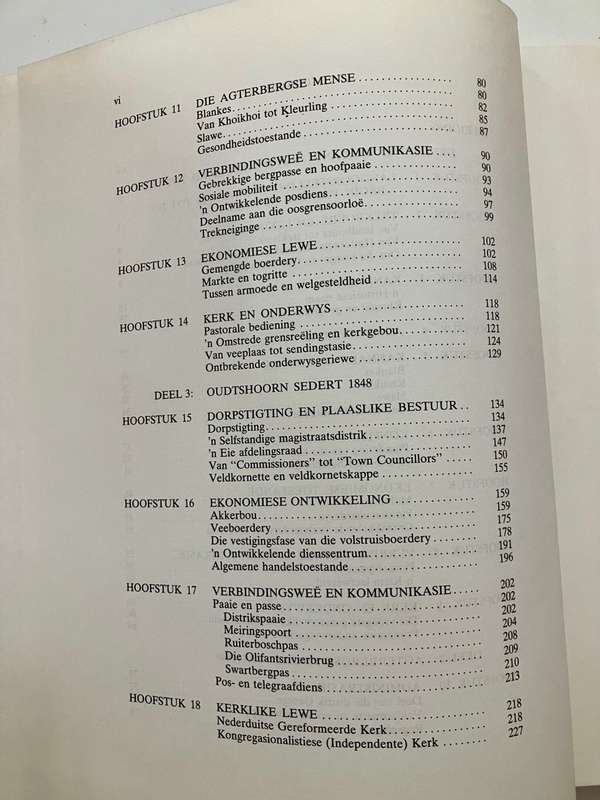 vi
HOOFSTUK 11 DIE AGTERBERGSE MENSE ................ 80
Blankes ................ 80
Van Khoikhoi tot Kleurling ................ 82
Slawe ................ 85
Gesondheidstoestande ................ 87
HOOFSTUK 12 VERBINDINGSWEË EN KOMMUNIKASIE .... 90
Gebrekkige bergpasse en hoofpaaie ................ 90
Sosiale mobiliteit ................ 93
'n Ontwikkelende posdiens ................ 94
Deelname aan die oosgrensoorloë ................ 97
Trekneiginge ................ 99
HOOFSTUK 13 EKONOMIESE LEWE ................ 102
Gemengde boerdery ................ 102
Markte en togritte ................ 108
Tussen armoede en welgesteldheid ................ 114
HOOFSTUK 14 KERK EN ONDERWYS ................ 118
Pastorale bediening ................ 118
'n Omstrede grensreëling en kerkgebou ................ 121
Van veeplaas tot sendingstasie ................ 124
Ontbrekende onderwysgeriewe ................ 129
DEEL 3: OUDTSHOORN SEDERT 1848
HOOFSTUK 15 DORPSTIGTING EN PLAASLIKE BESTUUR .. 134
Dorpstigting ................ 134
'n Selfstandige magistraatsdistrik ................ 137
'n Eie afdelingsraad ................ 147
Van “Commissioners” tot “Town Councillors” ................ 150
Veldkornette en veldkornetskappe ................ 155
HOOFSTUK 16 EKONOMIESE ONTWIKKELING ................ 159
Akkerbou ................ 159
Veeboerdery ................ 175
Die vestigingsfase van die volstruisboerdery ................ 178
'n Ontwikkelende dienssentrum ................ 191
Algemene handelstoestande ................ 196
HOOFSTUK 17 VERBINDINGSWEË EN KOMMUNIKASIE ..... 202
Paaie en passe ................ 202
Distrikspaaie ................ 202
Meiringspoort ................ 204
Ruiterboschpas ................ 208
Die Olifantsrivierbrug ................ 209
Swartbergpas ................ 210
Pos- en telegraafdiens ................ 213
HOOFSTUK 18 KERKLIKE LEWE ................ 218
Nederduitse Gereformeerde Kerk ................ 218
Kongregasionalistiese (Independente) Kerk ........ 227